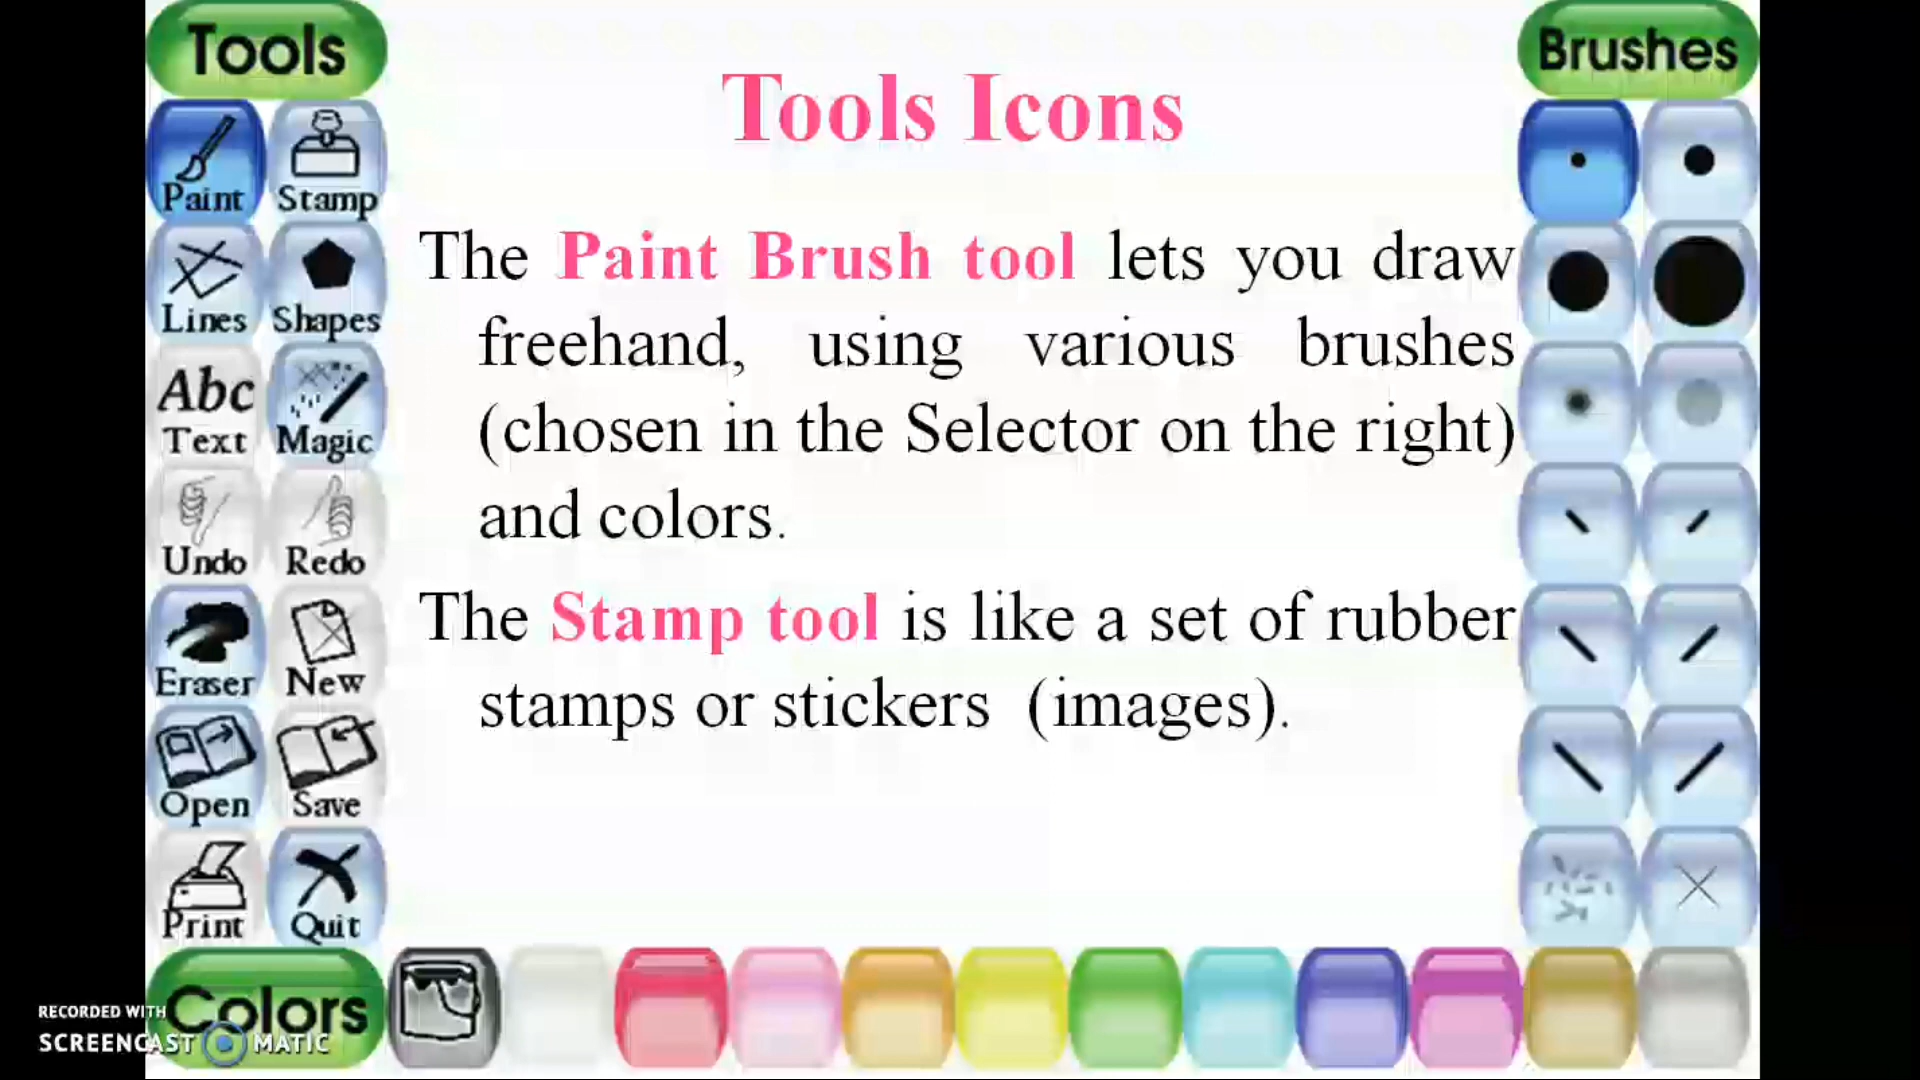 Tools
Brushes
Tools Icons
Paint
Stamp
The Paint Brush tool lets you draw
freehand, using various brushes
(chosen in the Selector on the right)
and colors.
Lines
Shapes
Abc
Text
Magic
Undo
Redo
The Stamp tool is like a set of rubber
stamps or stickers (images).
Eraser
New
Open
Save
Print
Quit
Colors
RECORDED WITH
SCREENCAST MATIC